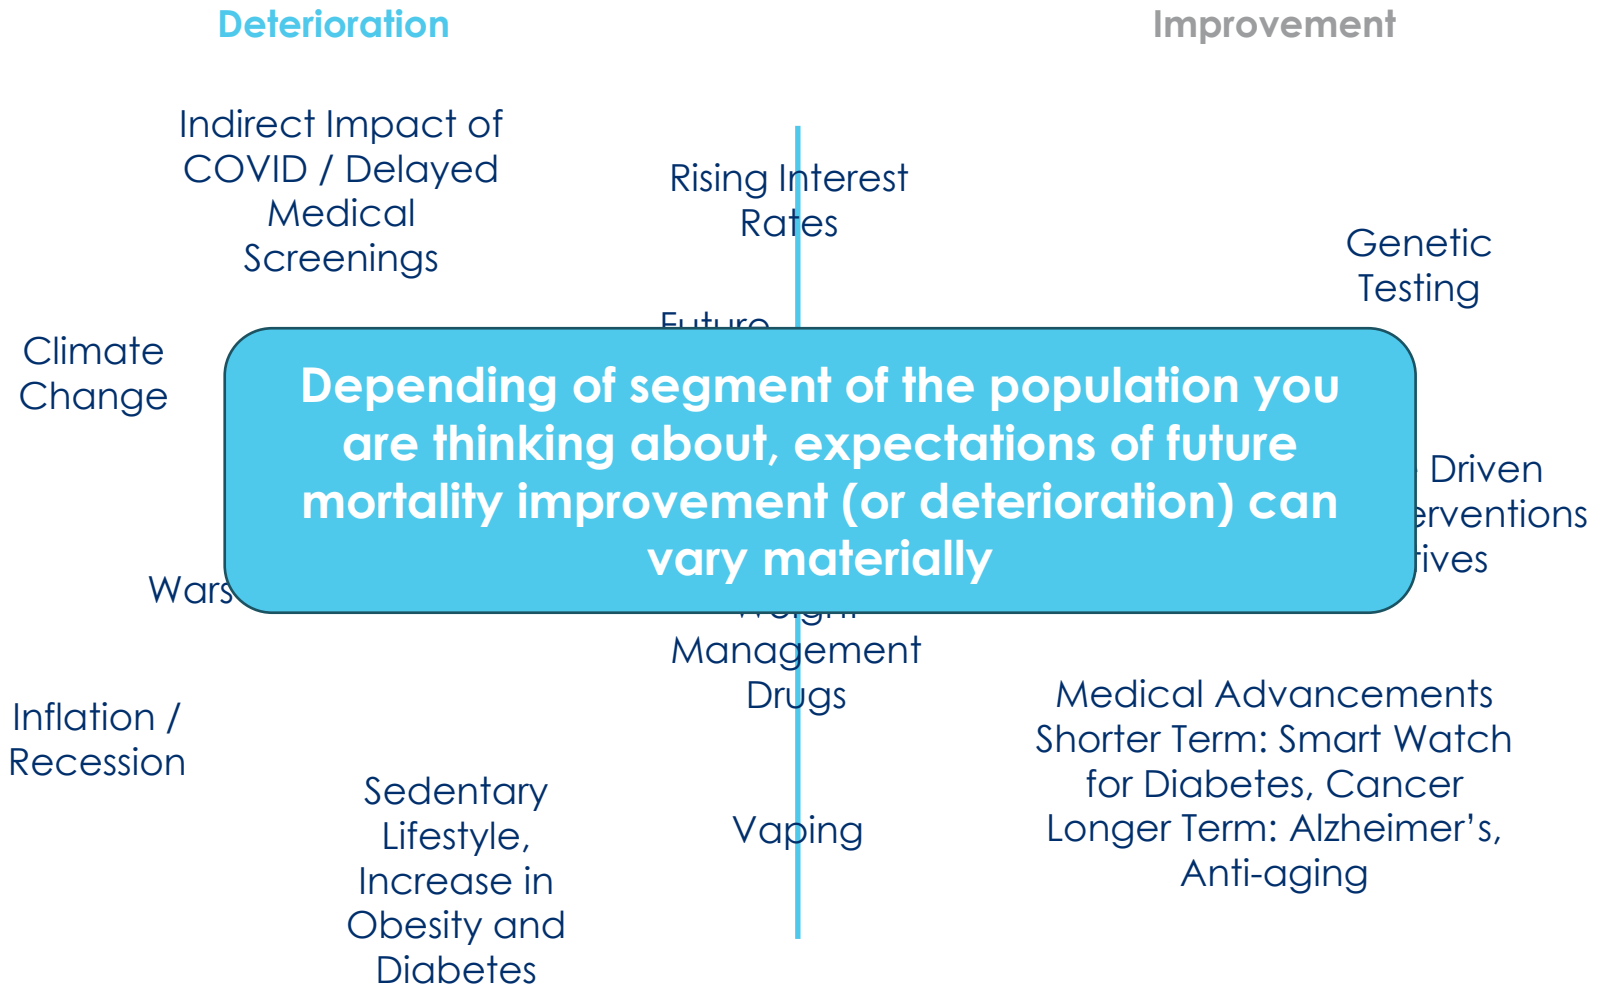 Deterioration
Improvement
Indirect Impact of
COVID / Delayed
Medical
Screenings
Rising Interest
Rates
Genetic
Testing
Future
Climate
Change
Depending of segment of the population you
are thinking about, expectations of future
mortality improvement (or deterioration) can
vary materially
Driven
Wars
Weight
Management
Drugs
Inflation /
Recession
Medical Advancements
Shorter Term: Smart Watch
for Diabetes, Cancer
Longer Term: Alzheimer’s,
Anti-aging
Sedentary
Lifestyle,
Increase in
Obesity and
Diabetes
Vaping